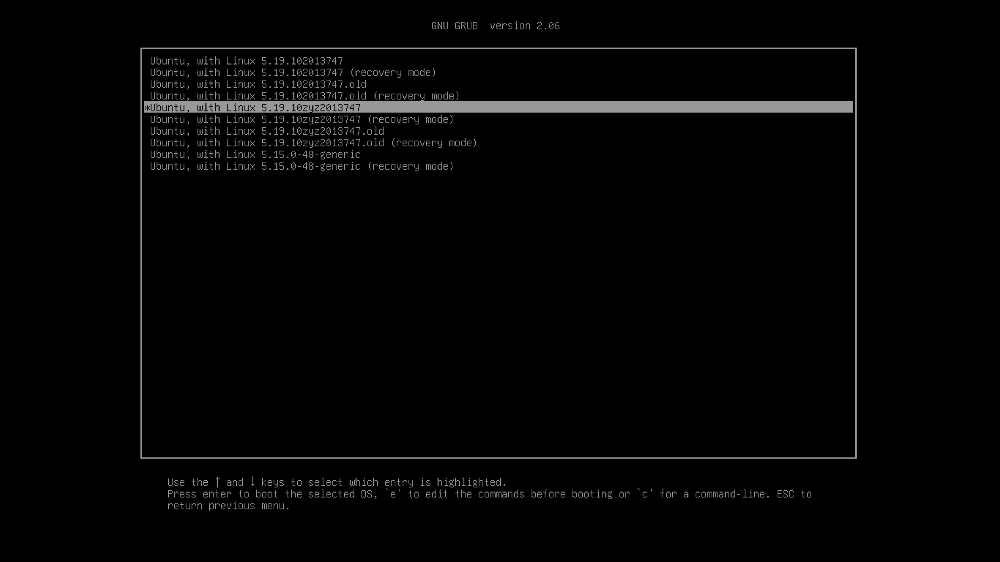 GNU GRUB  version 2.06
Ubuntu, with Linux 5.19.102013747
Ubuntu, with Linux 5.19.102013747 (recovery mode)
Ubuntu, with Linux 5.19.102013747.old
Ubuntu, with Linux 5.19.102013747.old (recovery mode)
*Ubuntu, with Linux 5.19.10zyz2013747
Ubuntu, with Linux 5.19.10zyz2013747 (recovery mode)
Ubuntu, with Linux 5.19.10zyz2013747.old
Ubuntu, with Linux 5.19.10zyz2013747.old (recovery mode)
Ubuntu, with Linux 5.15.0-48-generic
Ubuntu, with Linux 5.15.0-48-generic (recovery mode)
Use the ↑ and ↓ keys to select which entry is highlighted.
Press enter to boot the selected OS, `e' to edit the commands before booting or `c' for a command-line. ESC to
return previous menu.